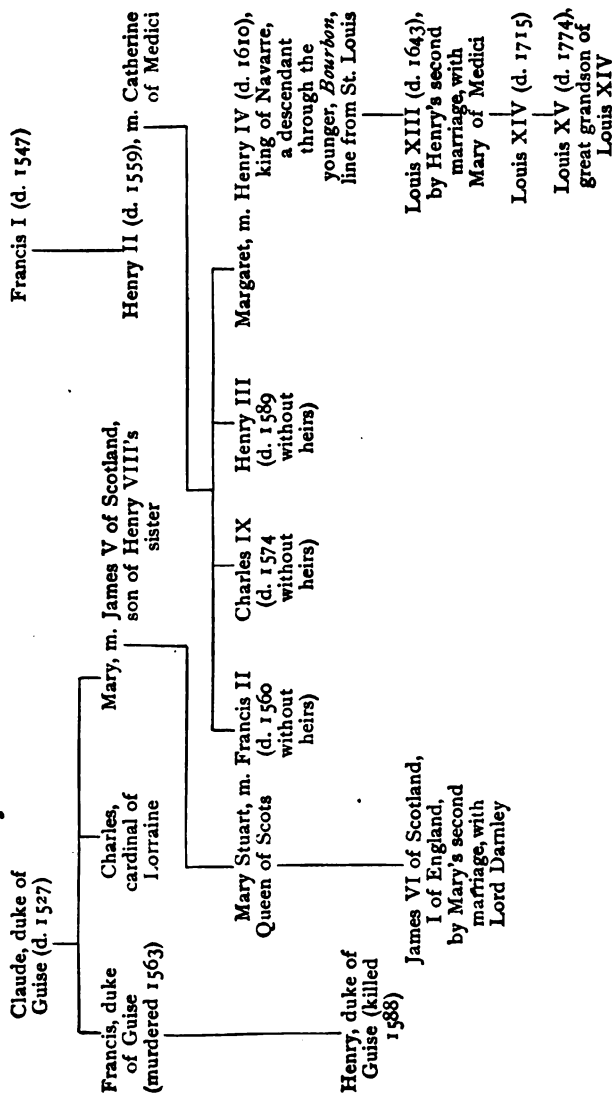 Francis I (d. 1547)
Claude, duke of
Guise (d. 1527)
Henry II (d. 1559), m. Catherine
of Medici
Mary, m. James V of Scotland,
son of Henry VIII's
sister
Charles,
cardinal of
Lorraine
Francis, duke
of Guise
(murdered 1563)
Mary Stuart, m. Francis II
Queen of Scots
(d. 1560
without
heirs)
Charles IX
(d. 1574
without
heirs)
Henry III
(d. 1589
without
heirs)
Margaret, m. Henry IV (d. 1610),
king of Navarre,
a descendant
through the
younger, Bourbon,
line from St. Louis
Henry, duke of
Guise (killed
1588)
James VI of Scotland,
I of England,
by Mary's second
marriage, with
Lord Darnley
Louis XIII (d. 1643),
by Henry's second
marriage, with
Mary of Medici
Louis XIV (d. 1715)
Louis XV (d. 1774),
great grandson of
Louis XIV